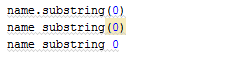 name.substring(0)
name substring(0)
name substring 0